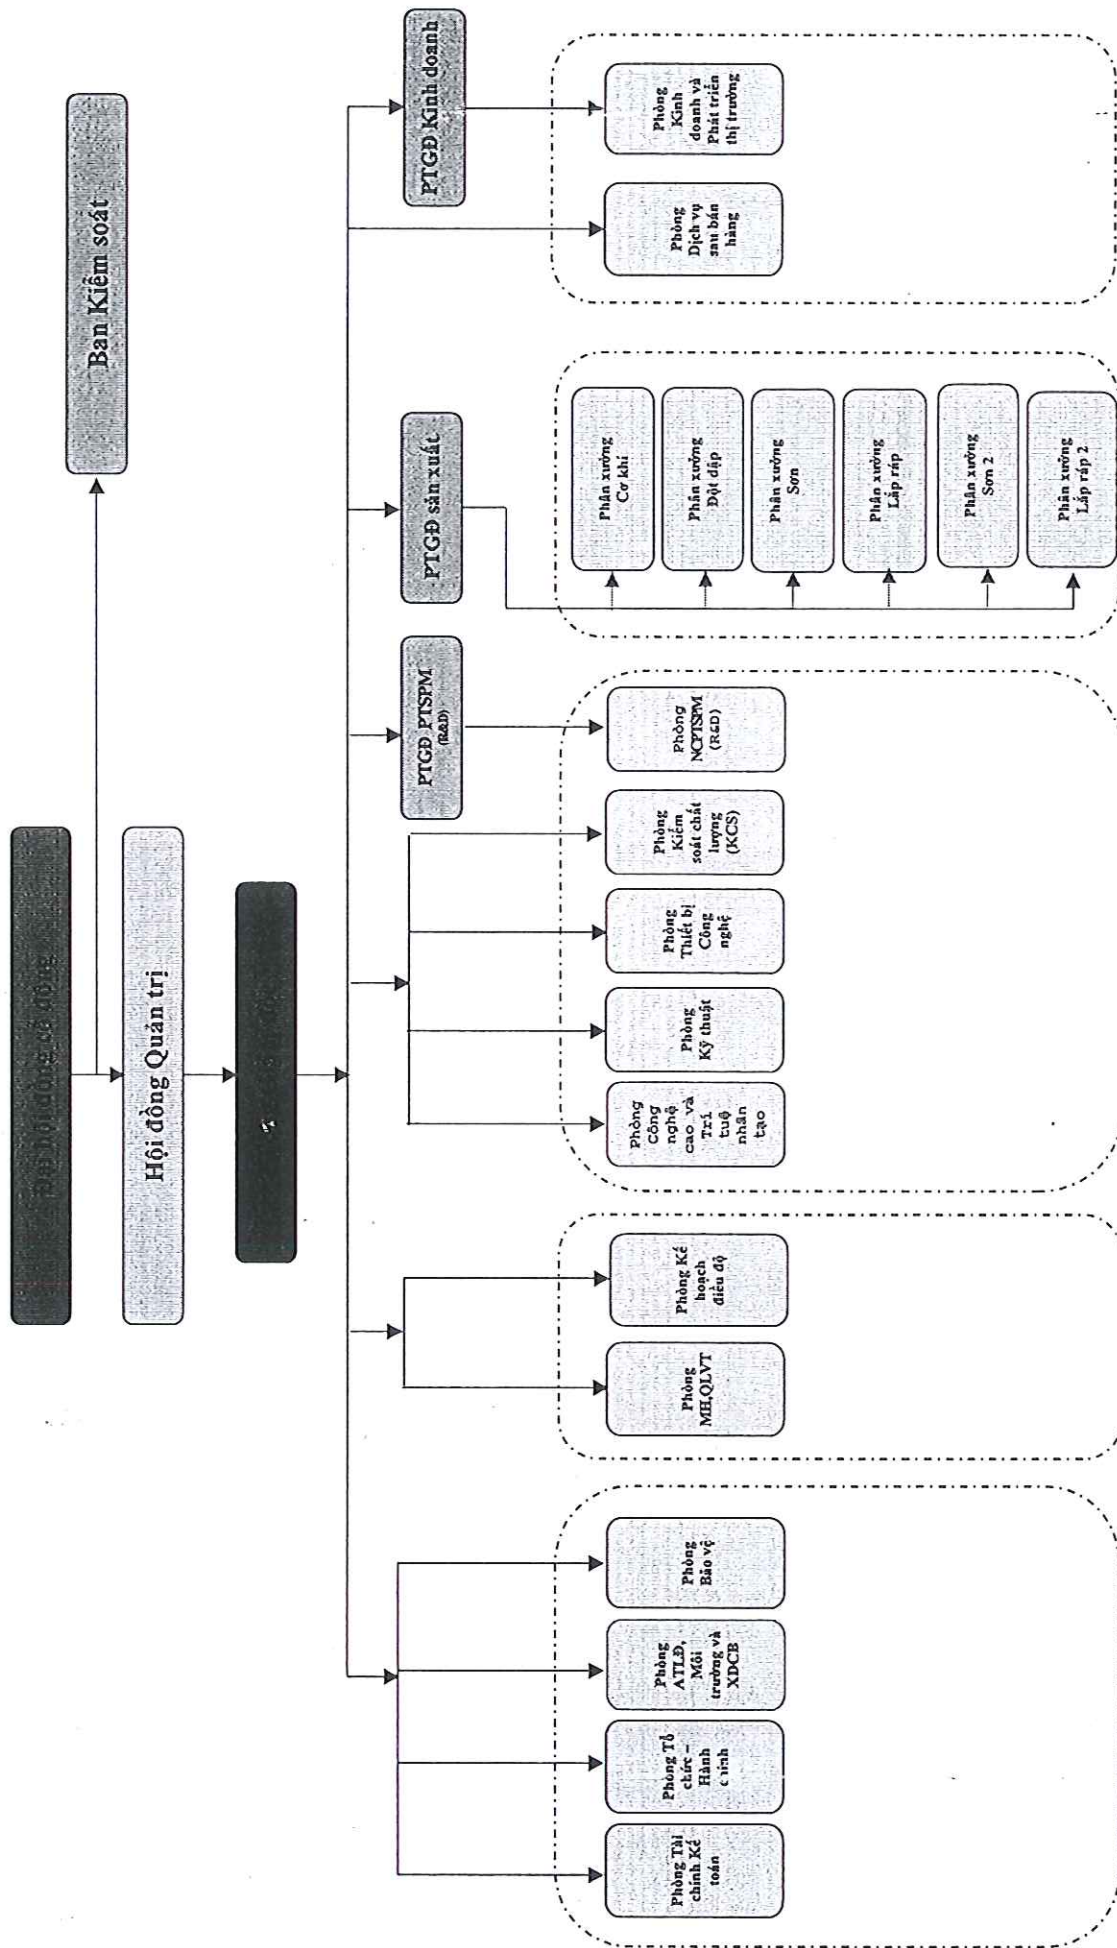 Đại hội đồng cổ đông
Ban Kiểm soát
Hội đồng Quản trị
PTGĐ PTSPM
(R&D)
PTGĐ sản xuất
PTGĐ Kinh doanh
Phòng Tài
chính Kế
toán
Phòng Tổ
chức –
Hành
chính
Phòng
ATLĐ,
Môi
trường và
XDCB
Phòng
Bảo vệ
Phòng
MH,QLVT
Phòng Kế
hoạch
điều độ
Phòng
Công
nghệ
cao và
Trí
tuệ
nhân
tạo
Phòng
Kỹ thuật
Phòng
Thiết bị
Công
nghệ
Phòng
Kiểm
soát chất
lượng
(KCS)
Phòng
NCPTSPM
(R&D)
Phân xưởng
Cơ khí
Phân xưởng
Đột dập
Phân xưởng
Sơn
Phân xưởng
Lắp ráp
Phân xưởng
Sơn 2
Phân xưởng
Lắp ráp 2
Phòng
Dịch vụ
sau bán
hàng
Phòng
Kinh
doanh và
Phát triển
thị trường